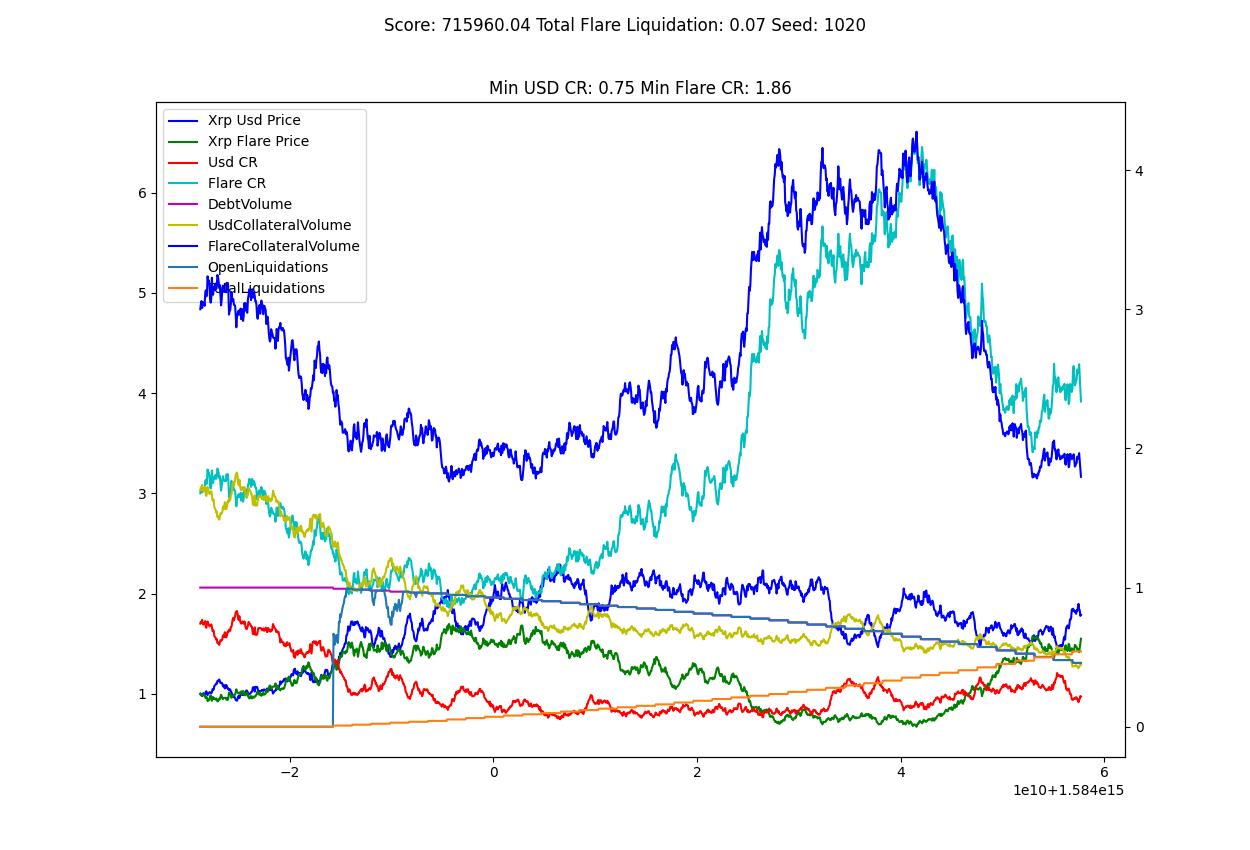 Score: 715960.04 Total Flare Liquidation: 0.07 Seed: 1020
Min USD CR: 0.75 Min Flare CR: 1.86
Xrp Usd Price
Xrp Flare Price
Usd CR
Flare CR
DebtVolume
UsdCollateralVolume
FlareCollateralVolume
OpenLiquidations
TotalLiquidations
6
5
4
3
2
1
4
3
2
1
0
−2
0
2
4
6
1e10+1.584e15